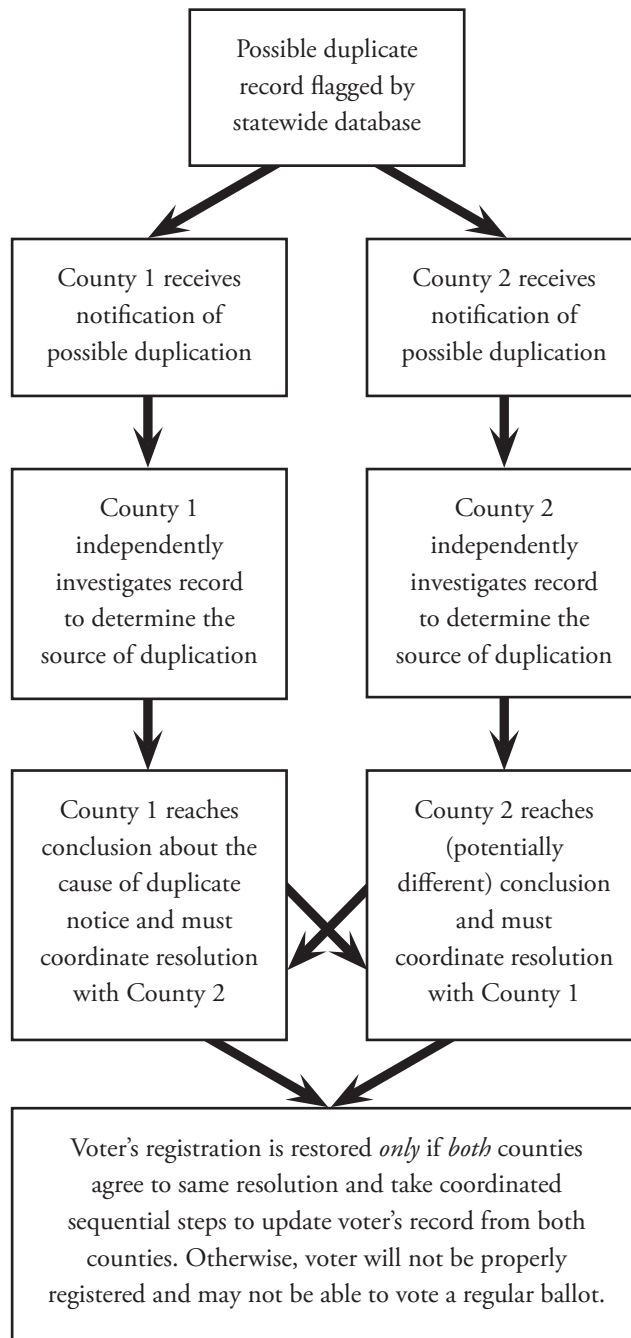 Possible duplicate
record flagged by
statewide database
County 1 receives
notification of
possible duplication
County 2 receives
notification of
possible duplication
County 1
independently
investigates record
to determine the
source of duplication
County 2
independently
investigates record
to determine the
source of duplication
County 1 reaches
conclusion about the
cause of duplicate
notice and must
coordinate resolution
with County 2
County 2 reaches
(potentially
different) conclusion
and must
coordinate resolution
with County 1
Voter’s registration is restored only if both counties
agree to same resolution and take coordinated
sequential steps to update voter’s record from both
counties. Otherwise, voter will not be properly
registered and may not be able to vote a regular ballot.